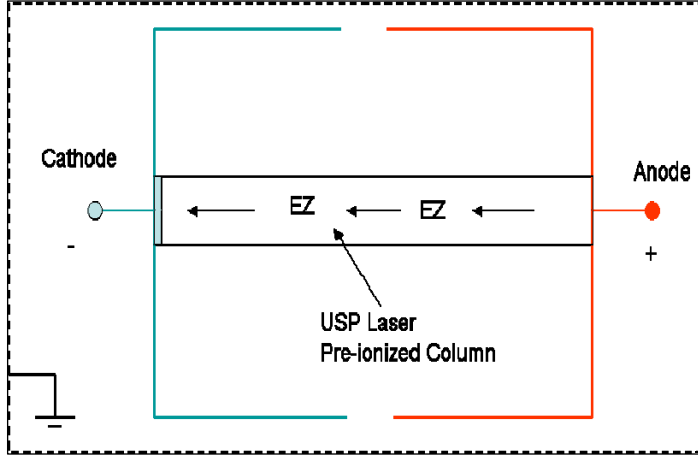 Cathode
Anode
EZ
EZ
-
+
USP Laser
Pre-ionized Column